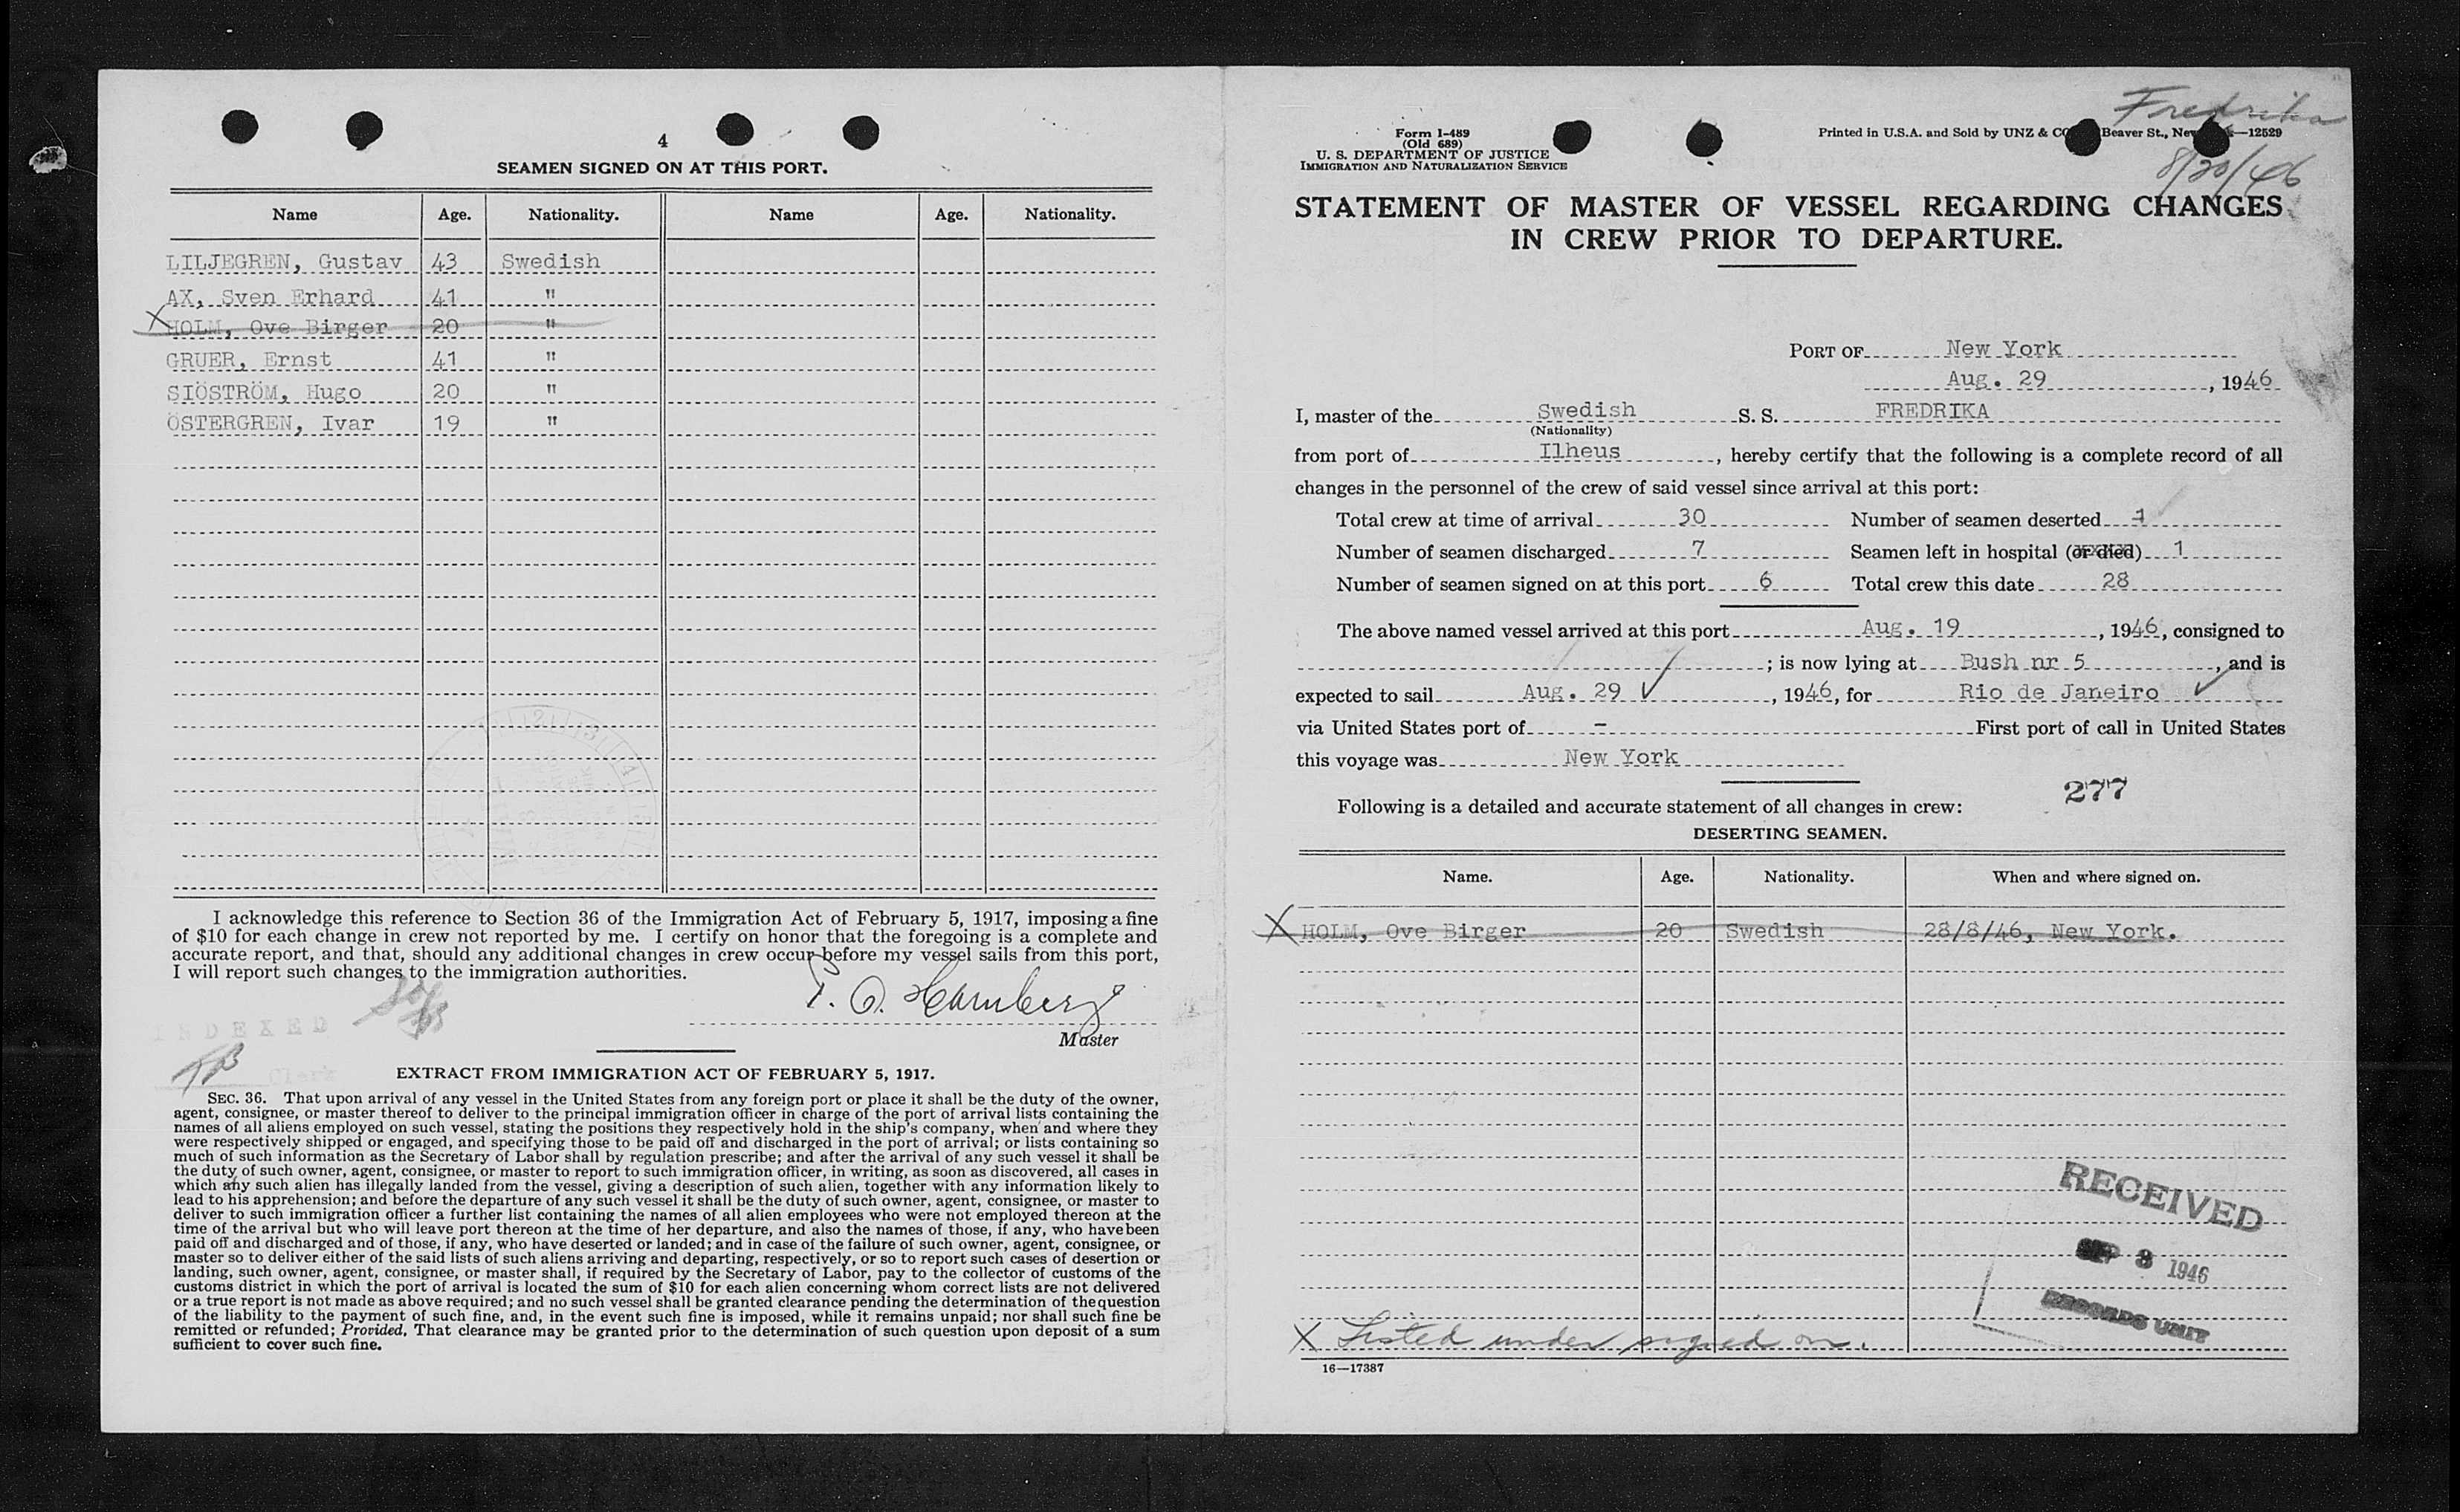 4
SEAMEN SIGNED ON AT THIS PORT.
Name Age. Nationality. Name Age. Nationality.
LILJEGREN, Gustav 43 Swedish
AX, Sven Erhard 41 "
X HOLM, Ove Birger 20 "
GRUER, Ernst 41 "
SIÖSTRÖM, Hugo 20 "
ÖSTERGREN, Ivar 19 "
I acknowledge this reference to Section 36 of the Immigration Act of February 5, 1917, imposing a fine
of $10 for each change in crew not reported by me. I certify on honor that the foregoing is a complete and
accurate report, and that, should any additional changes in crew occur before my vessel sails from this port,
I will report such changes to the immigration authorities.
INDEXED
Master
Clerk
EXTRACT FROM IMMIGRATION ACT OF FEBRUARY 5, 1917.
SEC. 36. That upon arrival of any vessel in the United States from any foreign port or place it shall be the duty of the owner,
agent, consignee, or master thereof to deliver to the principal immigration officer in charge of the port of arrival lists containing the
names of all aliens employed on such vessel, stating the positions they respectively hold in the ship's company, when and where they
were respectively shipped or engaged, and specifying those to be paid off and discharged in the port of arrival; or lists containing so
much of such information as the Secretary of Labor shall by regulation prescribe; and after the arrival of any such vessel it shall be
the duty of such owner, agent, consignee, or master to report to such immigration officer, in writing, as soon as discovered, all cases in
which any such alien has illegally landed from the vessel, giving a description of such alien, together with any information likely to
lead to his apprehension; and before the departure of any such vessel it shall be the duty of such owner, agent, consignee, or master to
deliver to such immigration officer a further list containing the names of all alien employees who were not employed thereon at the
time of the arrival but who will leave port thereon at the time of her departure, and also the names of those, if any, who have been
paid off and discharged and of those, if any, who have deserted or landed; and in case of the failure of such owner, agent, consignee, or
master so to deliver either of the said lists of such aliens arriving and departing, respectively, or so to report such cases of desertion or
landing, such owner, agent, consignee, or master shall, if required by the Secretary of Labor, pay to the collector of customs of the
customs district in which the port of arrival is located the sum of $10 for each alien concerning whom correct lists are not delivered
or a true report is not made as above required; and no such vessel shall be granted clearance pending the determination of the question
of the liability to the payment of such fine, and, in the event such fine is imposed, while it remains unpaid; nor shall such fine be
remitted or refunded; Provided, That clearance may be granted prior to the determination of such question upon deposit of a sum
sufficient to cover such fine.
Fredrika
8/20/46
Form I-489
(Old 689)
U. S. DEPARTMENT OF JUSTICE
IMMIGRATION AND NATURALIZATION SERVICE
Printed in U.S.A. and Sold by UNZ & CO Beaver St., New —12529
STATEMENT OF MASTER OF VESSEL REGARDING CHANGES
IN CREW PRIOR TO DEPARTURE.
PORT OF New York
Aug. 29, 1946
I, master of the Swedish S. S. FREDRIKA
(Nationality)
from port of Ilheus, hereby certify that the following is a complete record of all
changes in the personnel of the crew of said vessel since arrival at this port:
Total crew at time of arrival 30 Number of seamen deserted 1
Number of seamen discharged 7 Seamen left in hospital (or died) 1
Number of seamen signed on at this port 6 Total crew this date 28
The above named vessel arrived at this port Aug. 19, 1946, consigned to
; is now lying at Bush nr 5, and is
expected to sail Aug. 29, 1946, for Rio de Janeiro
via United States port of - First port of call in United States
this voyage was New York
277
Following is a detailed and accurate statement of all changes in crew:
DESERTING SEAMEN.
Name. Age. Nationality. When and where signed on.
X HOLM, Ove Birger 20 Swedish 28/8/46, New York.
RECEIVED
SEP 3 1946
RECORDS UNIT
X Listed under signed on.
16—17387